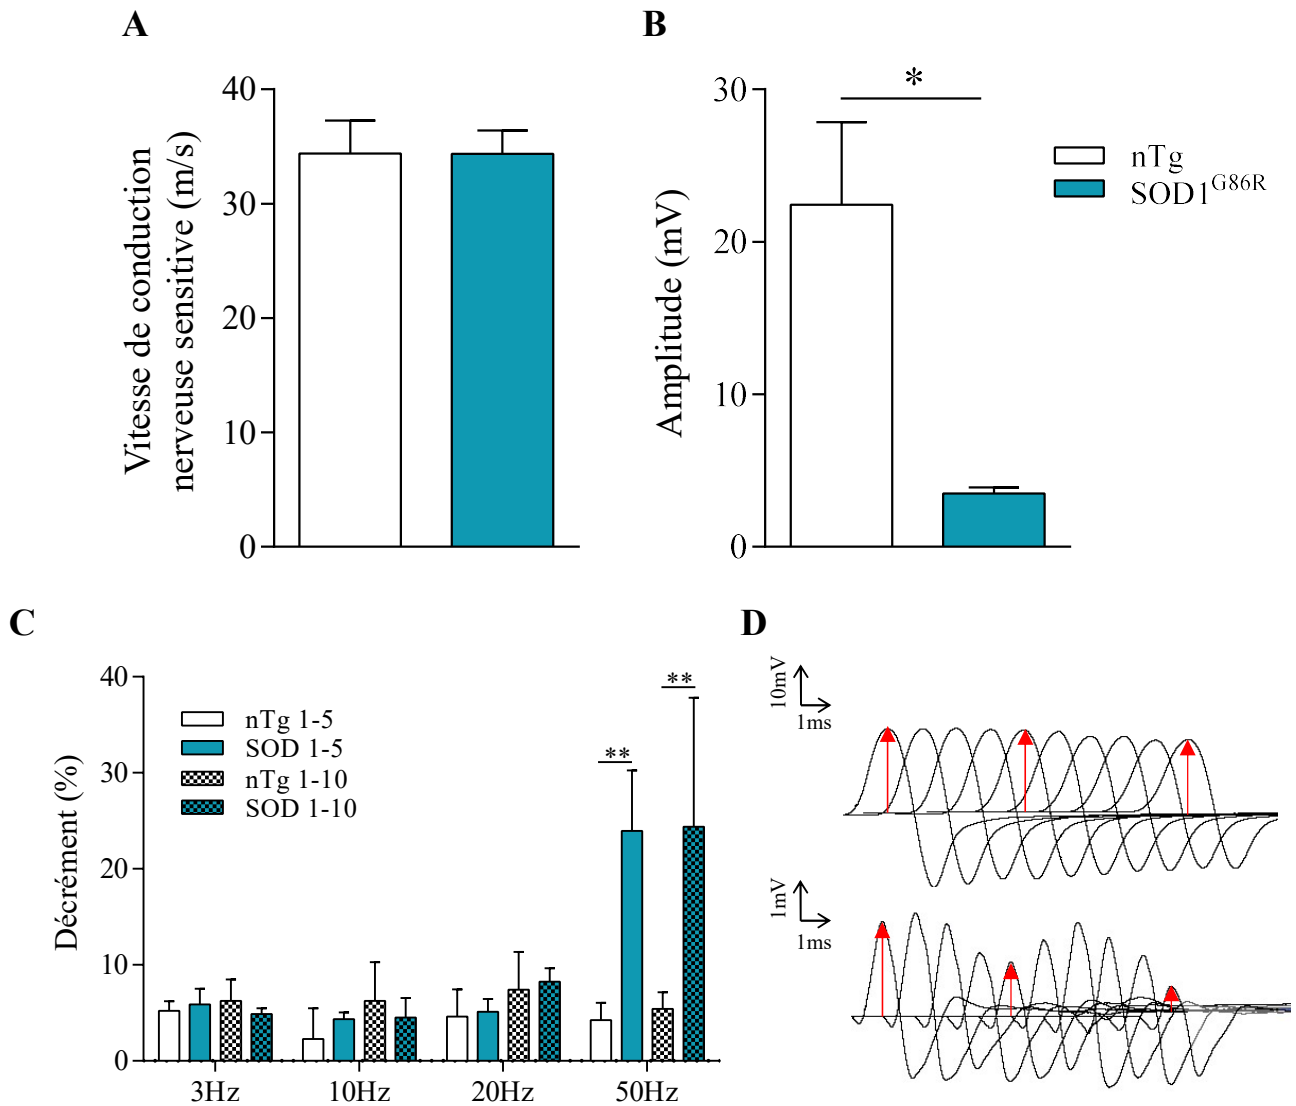 A
B
40
30
20
10
0
Vitesse de conduction
nerveuse sensitive (m/s)
30
20
10
0
Amplitude (mV)
*
nTg
SOD1G86R
C
D
40
30
20
10
0
Décrément (%)
nTg 1-5
SOD 1-5
nTg 1-10
SOD 1-10
**
**
3Hz
10Hz
20Hz
50Hz
10mV
1ms
1mV
1ms